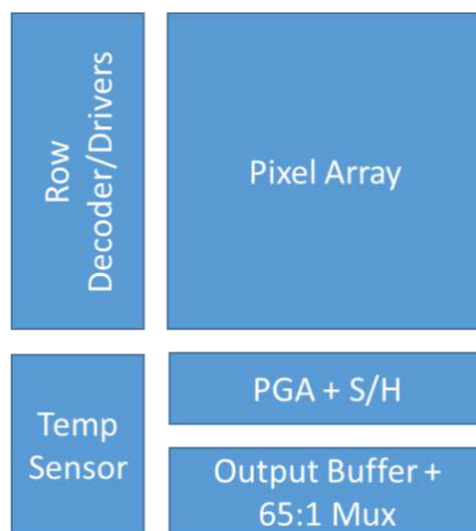 Row
Decoder/Drivers
Pixel Array
PGA + S/H
Temp
Sensor
Output Buffer +
65:1 Mux